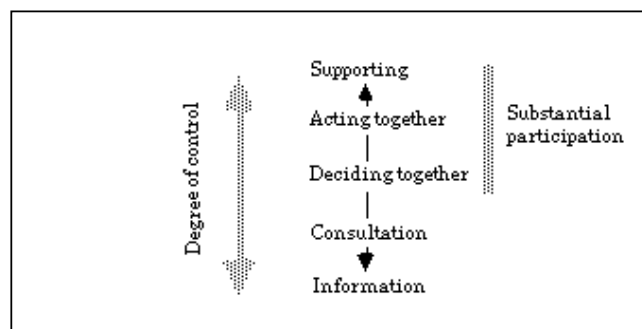 Degree of control
Supporting
Acting together
Deciding together
Consultation
Information
Substantial
participation